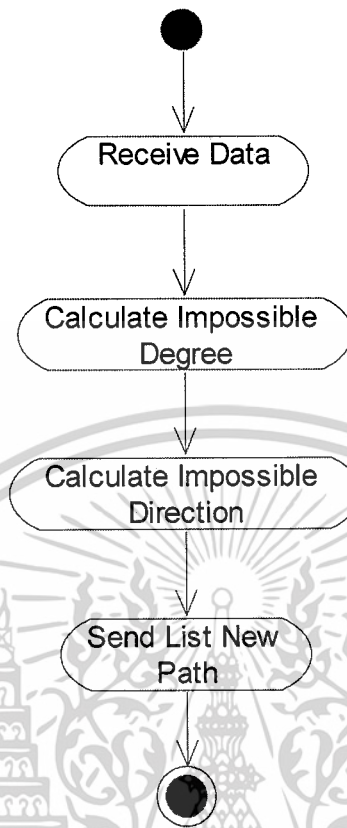 Receive Data
Calculate Impossible
Degree
Calculate Impossible
Direction
Send List New
Path